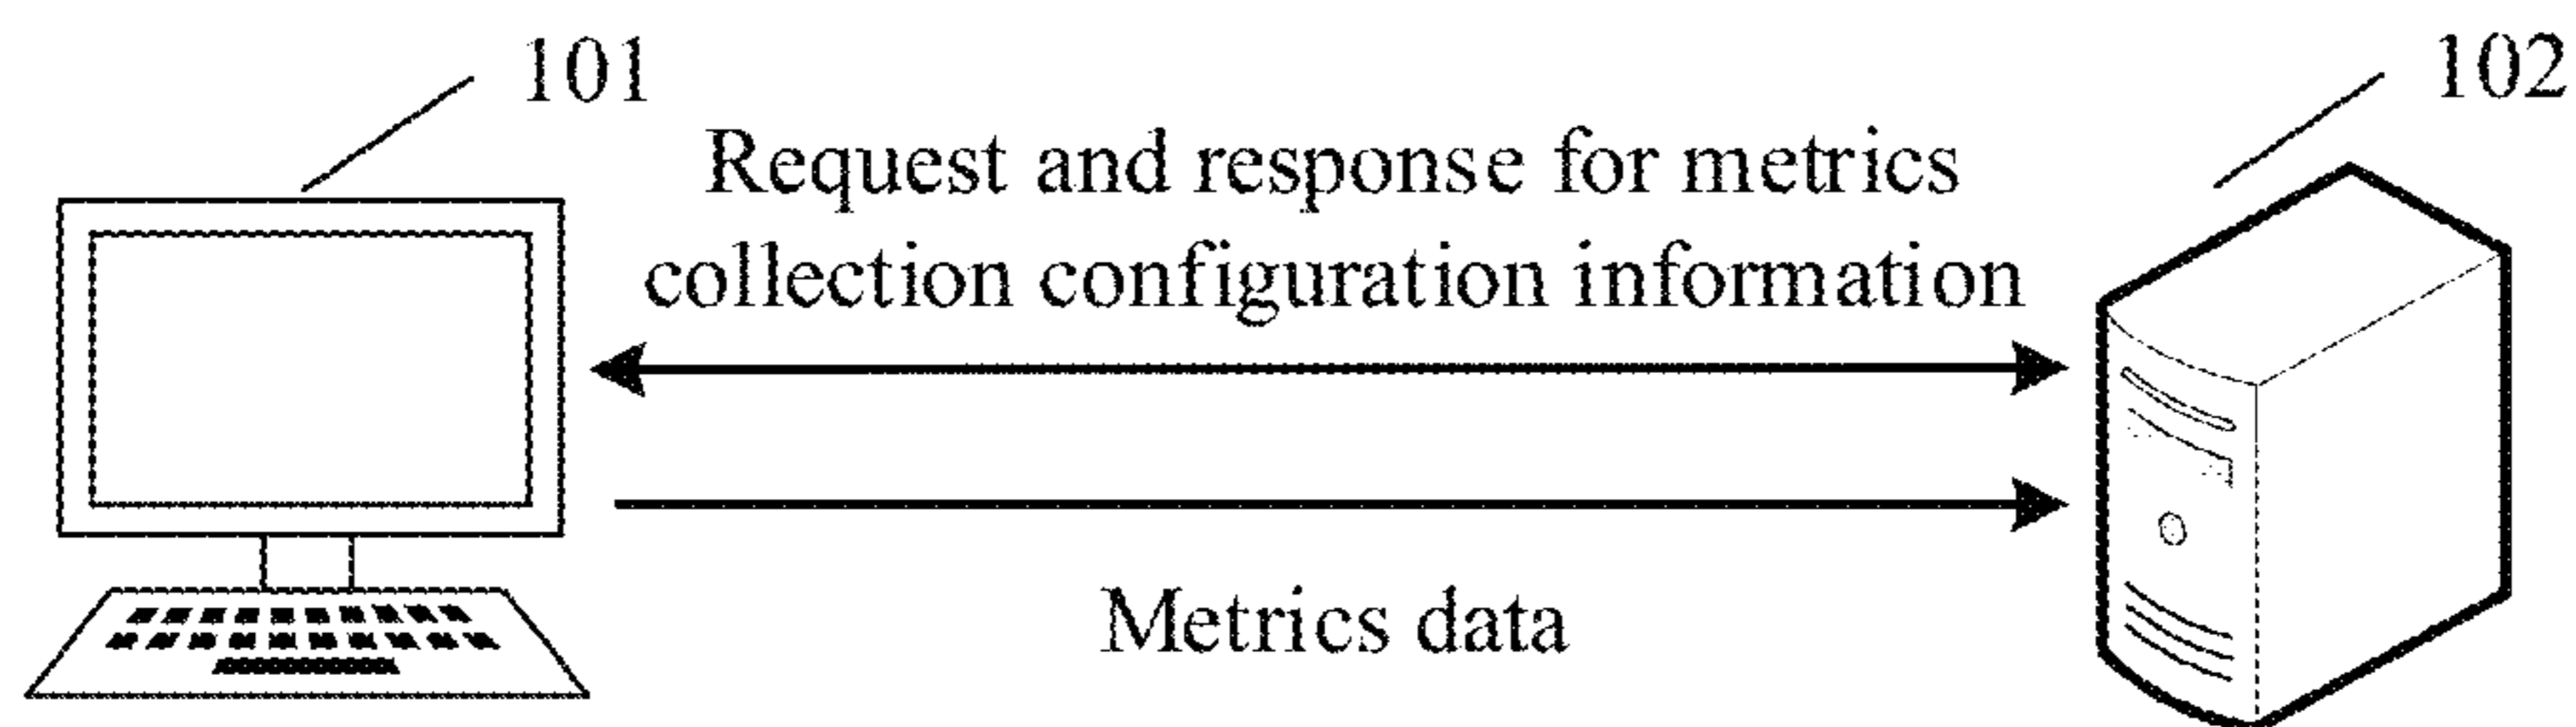 101
102
Request and response for metrics
collection configuration information
Metrics data